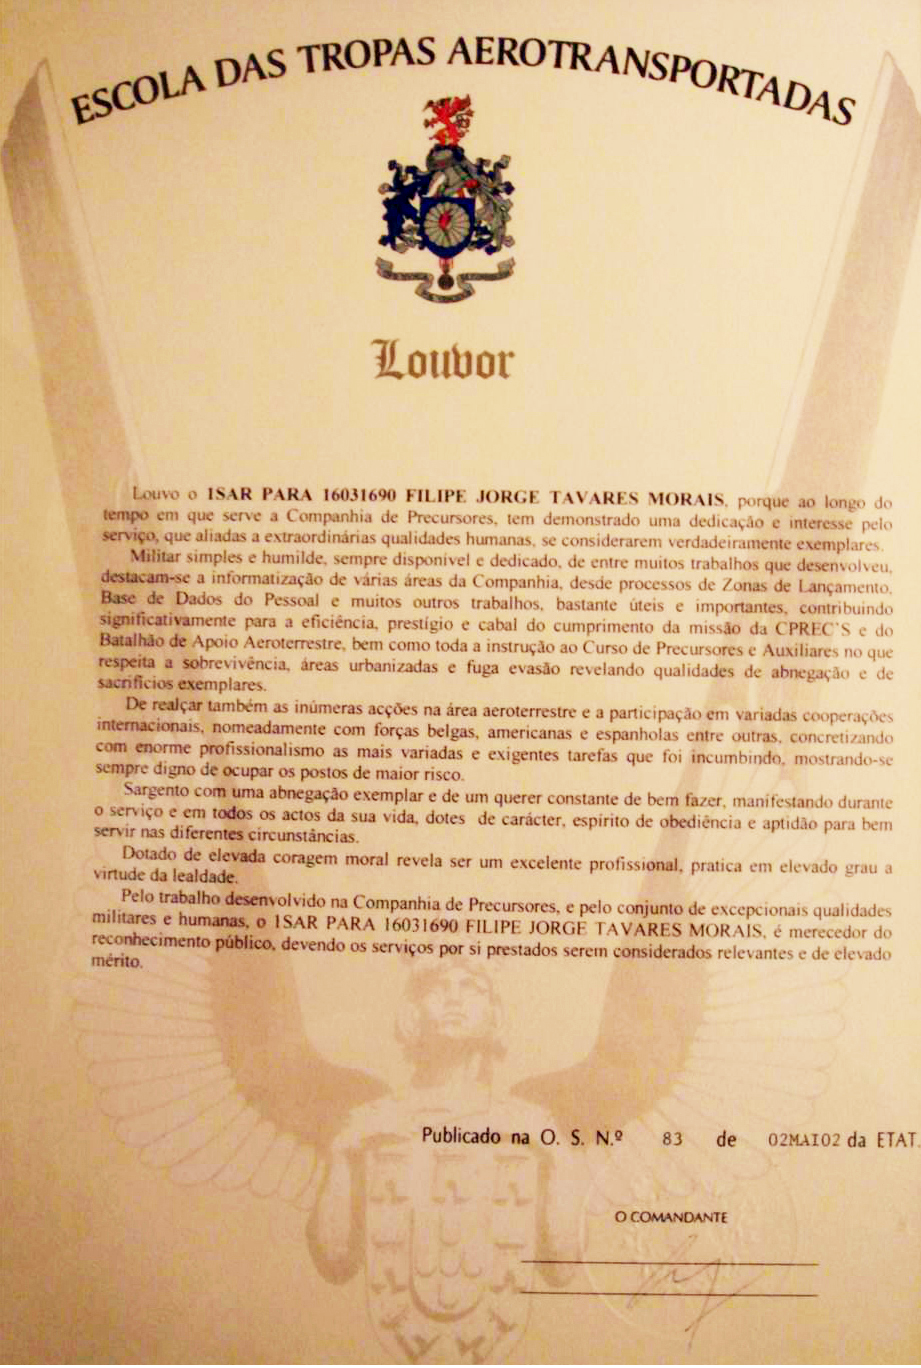 ESCOLA DAS TROPAS AEROTRANSPORTADAS
Louvor
Louvo o 1SAR PARA 16031690 FILIPE JORGE TAVARES MORAIS, porque ao longo do
tempo em que serve a Companhia de Precursores, tem demonstrado uma dedicação e interesse pelo
serviço, que aliadas a extraordinárias qualidades humanas, se considerarem verdadeiramente exemplares.
Militar simples e humilde, sempre disponivel e dedicado, de entre muitos trabalhos que desenvolveu,
destacam-se a informatização de várias áreas da Companhia, desde processos de Zonas de Lançamento,
Base de Dados do Pessoal e muitos outros trabalhos, bastante úteis e importantes, contribuindo
significativamente para a eficiência, prestígio e cabal do cumprimento da missão da CPREC'S e do
Batalhão de Apoio Aeroterrestre, bem como toda a instrução ao Curso de Precursores e Auxiliares no que
respeita a sobrevivência, áreas urbanizadas e fuga evasão revelando qualidades de abnegação e de
sacrifícios exemplares.
De realçar também as inúmeras acções na área aeroterrestre e a participação em variadas cooperações
internacionais, nomeadamente com forças belgas, americanas e espanholas entre outras, concretizando
com enorme profissionalismo as mais variadas e exigentes tarefas que foi incumbindo, mostrando-se
sempre digno de ocupar os postos de maior risco.
Sargento com uma abnegação exemplar e de um querer constante de bem fazer, manifestando durante
o serviço e em todos os actos da sua vida, dotes de carácter, espirito de obediência e aptidão para bem
servir nas diferentes circunstâncias.
Dotado de elevada coragem moral revela ser um excelente profissional, pratica em elevado grau a
virtude da lealdade.
Pelo trabalho desenvolvido na Companhia de Precursores, e pelo conjunto de excepcionais qualidades
militares e humanas, o 1SAR PARA 16031690 FILIPE JORGE TAVARES MORAIS, é merecedor do
reconhecimento público, devendo os serviços por si prestados serem considerados relevantes e de elevado
mérito.
Publicado na O. S. N.º 83 de 02MAI02 da ETAT.
O COMANDANTE